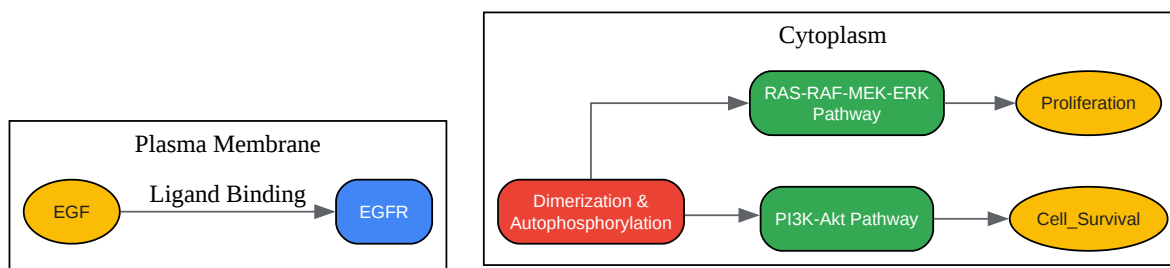 Plasma Membrane
EGF
Ligand Binding
EGFR
Cytoplasm
RAS-RAF-MEK-ERK
Pathway
Proliferation
Dimerization &
Autophosphorylation
PI3K-Akt Pathway
Cell_Survival